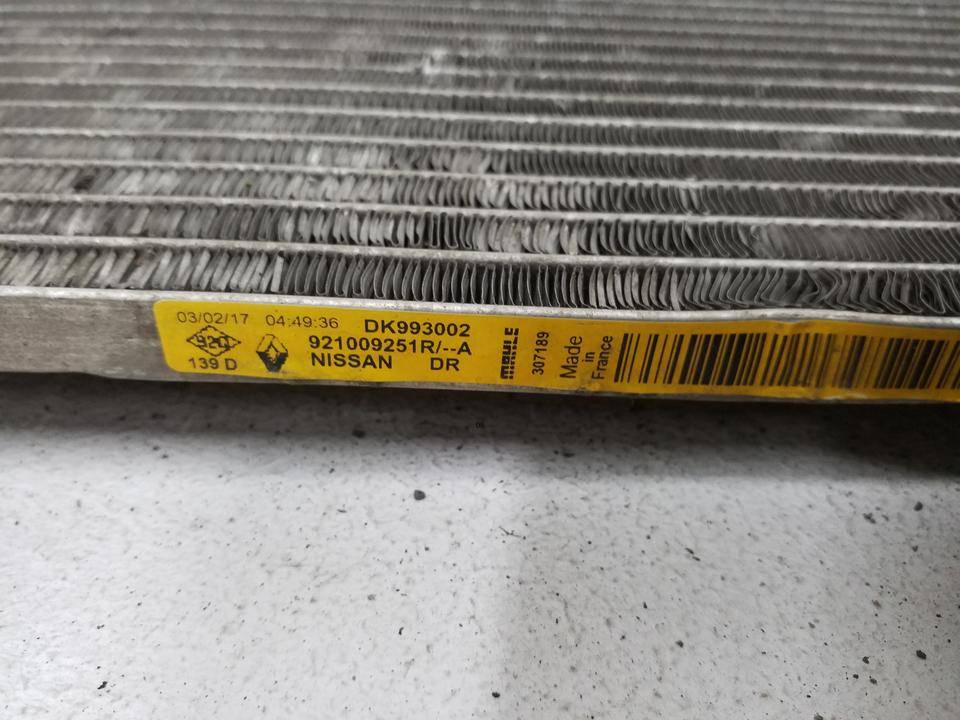 03/02/17 04:49:36 DK993002
920 921009251R/--A
139 D NISSAN DR
MAHLE
307189
Made
in
France